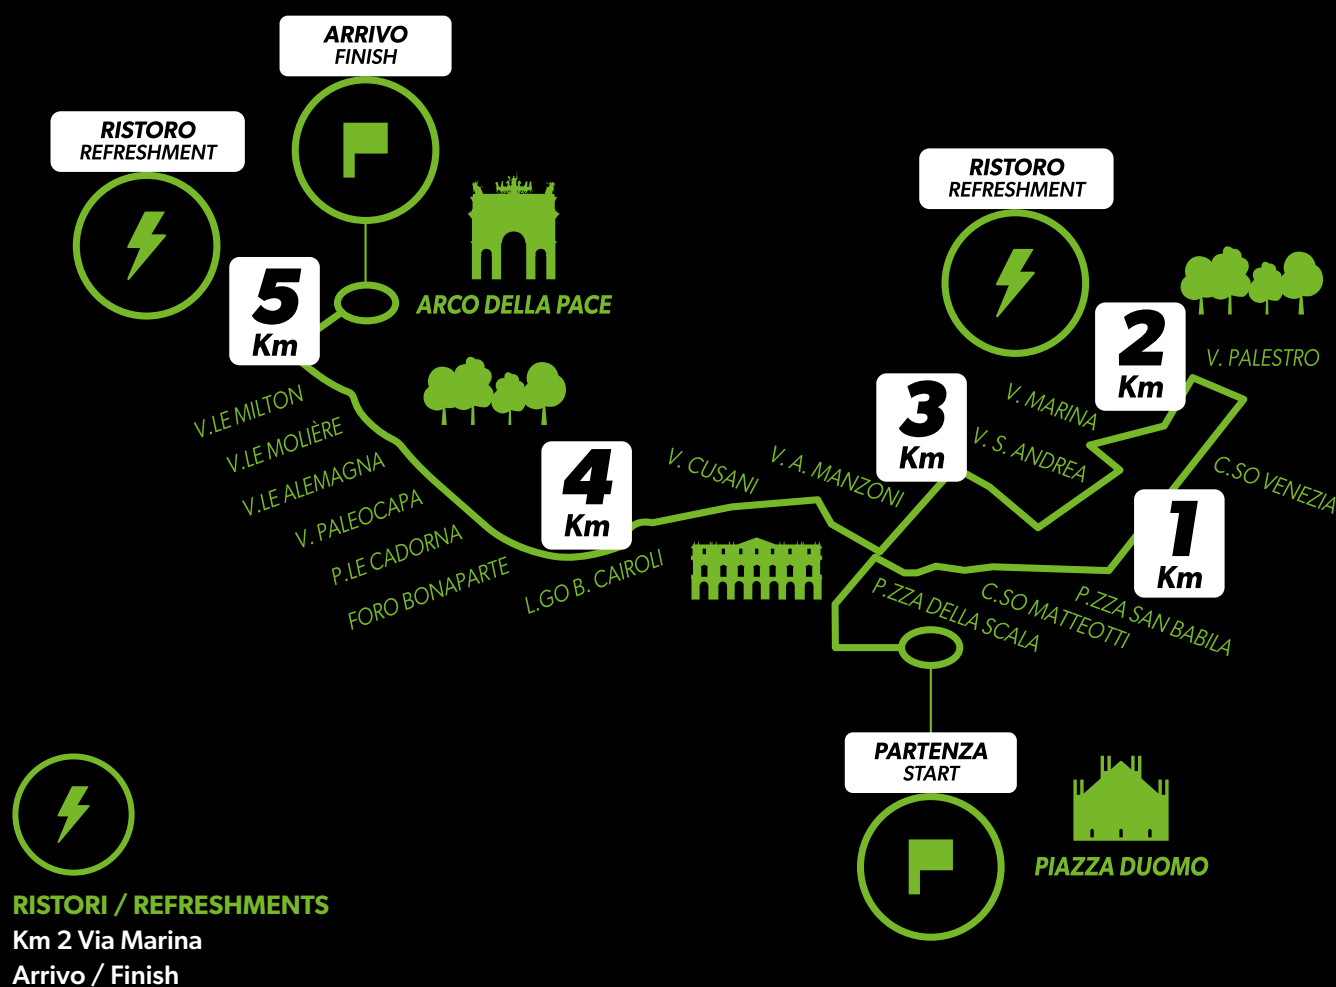 ARRIVO
FINISH
RISTORO
REFRESHMENT
RISTORO
REFRESHMENT
ARCO DELLA PACE
5
Km
2
Km
V. PALESTRO
3
Km
V. MARINA
V. S. ANDREA
V.LE MILTON
V.LE MOLIÈRE
V.LE ALEMAGNA
V. PALEOCAPA
P.LE CADORNA
FORO BONAPARTE
4
Km
L.GO B. CAIROLI
V. CUSANI
V. A. MANZONI
C.SO VENEZIA
1
Km
P.ZZA DELLA SCALA
C.SO MATTEOTTI
P.ZZA SAN BABILA
PARTENZA
START
PIAZZA DUOMO
RISTORI / REFRESHMENTS
Km 2 Via Marina
Arrivo / Finish